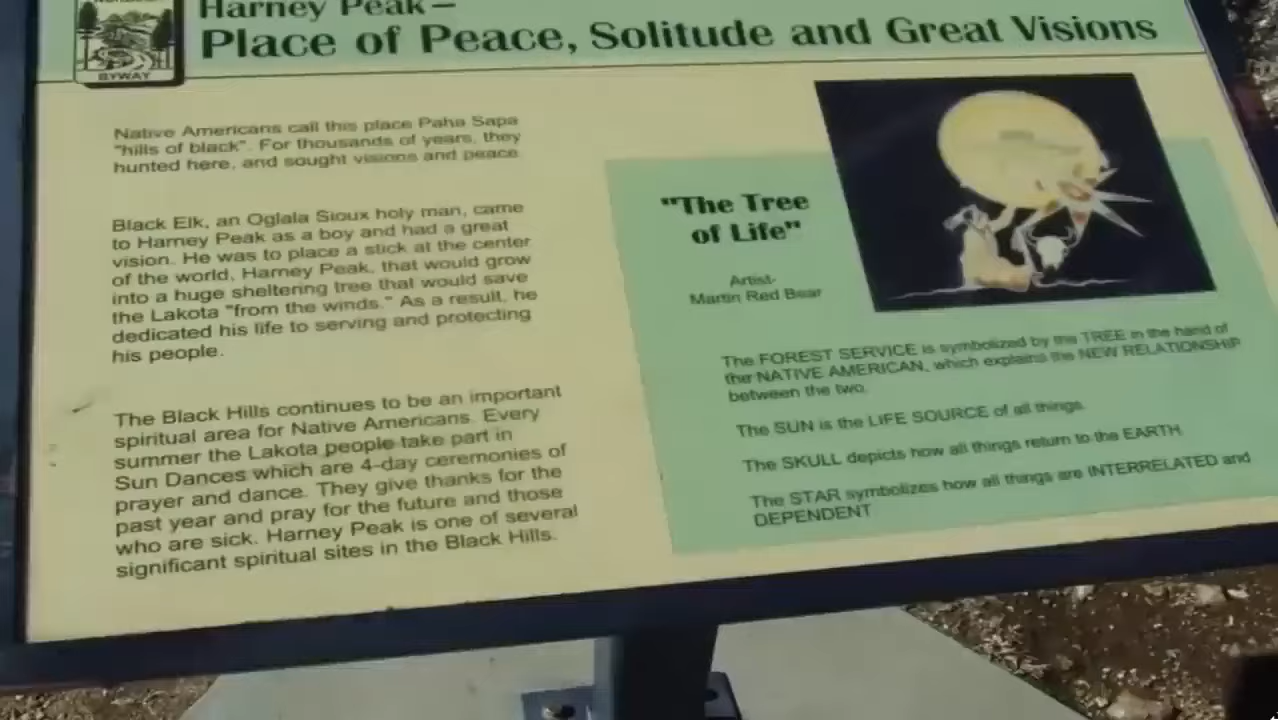 Harney Peak–
Place of Peace, Solitude and Great Visions
BYWAY
Native Americans call this place Paha Sapa
"hills of black". For thousands of years, they
hunted here, and sought visions and peace.
Black Elk, an Oglala Sioux holy man, came
to Harney Peak as a boy and had a great
vision. He was to place a stick at the center
of the world, Harney Peak, that would grow
into a huge sheltering tree that would save
the Lakota "from the winds." As a result, he
dedicated his life to serving and protecting
his people.
The Black Hills continues to be an important
spiritual area for Native Americans. Every
summer the Lakota people take part in
Sun Dances which are 4-day ceremonies of
prayer and dance. They give thanks for the
past year and pray for the future and those
who are sick. Harney Peak is one of several
significant spiritual sites in the Black Hills.
"The Tree
of Life"
Artist-
Martin Red Bear
The FOREST SERVICE is symbolized by the TREE in the hand of
the NATIVE AMERICAN, which explains the NEW RELATIONSHIP
between the two.
The SUN is the LIFE SOURCE of all things.
The SKULL depicts how all things return to the EARTH.
The STAR symbolizes how all things are INTERRELATED and
DEPENDENT